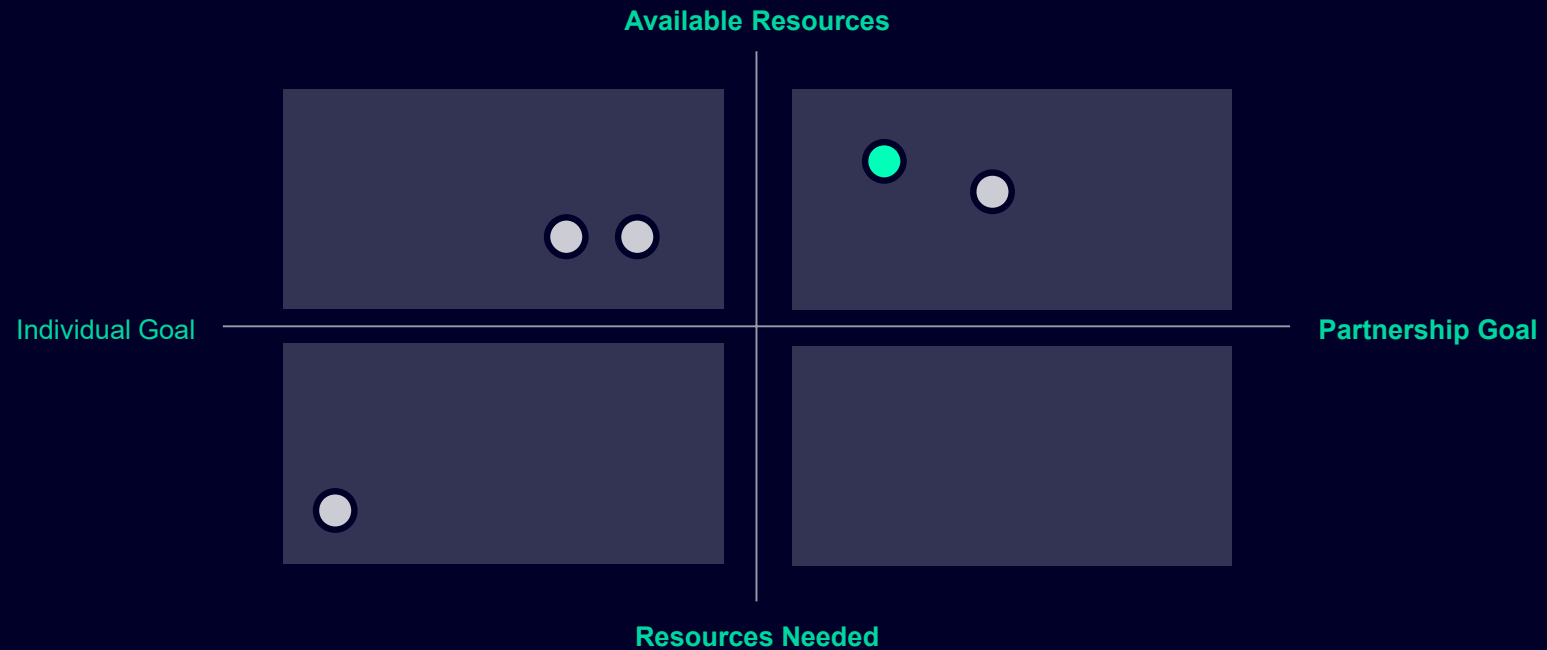 Available Resources
Individual Goal
Partnership Goal
Resources Needed